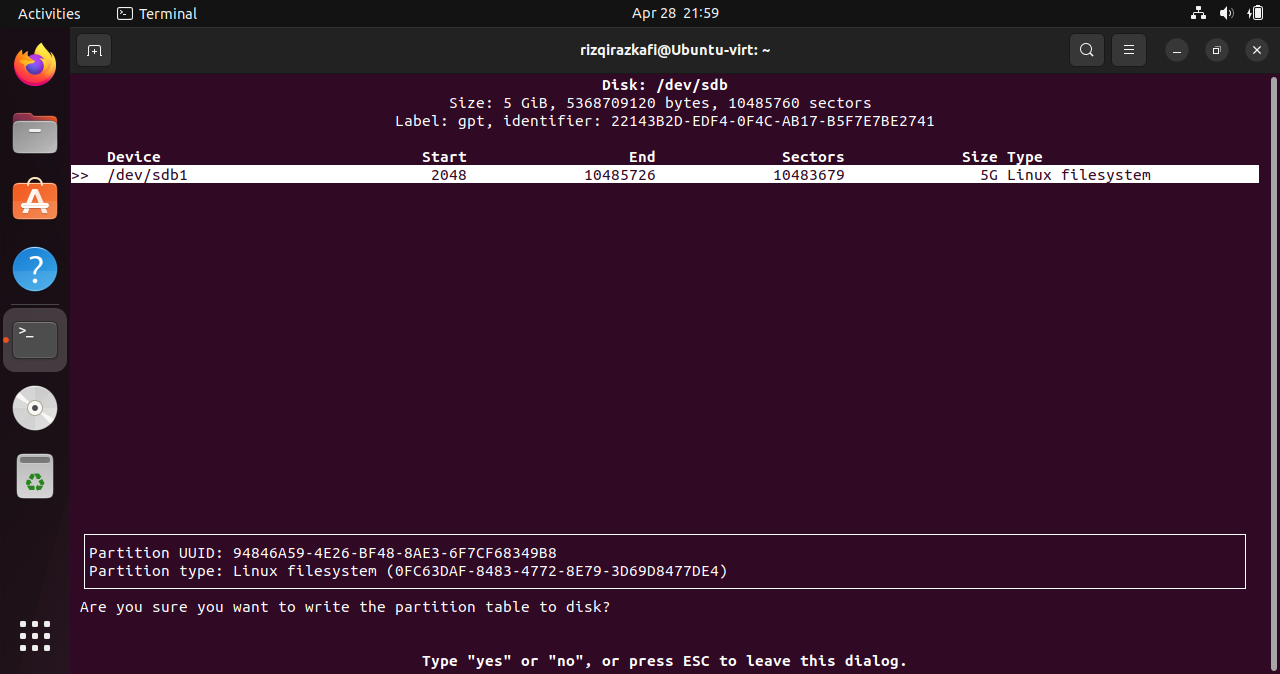 Activities Terminal Apr 28 21:59
rizqirazkafi@Ubuntu-virt: ~
Disk: /dev/sdb
Size: 5 GiB, 5368709120 bytes, 10485760 sectors
Label: gpt, identifier: 22143B2D-EDF4-0F4C-AB17-B5F7E7BE2741
Device Start End Sectors Size Type
>> /dev/sdb1 2048 10485726 10483679 5G Linux filesystem
Partition UUID: 94846A59-4E26-BF48-8AE3-6F7CF68349B8
Partition type: Linux filesystem (0FC63DAF-8483-4772-8E79-3D69D8477DE4)
Are you sure you want to write the partition table to disk?
Type "yes" or "no", or press ESC to leave this dialog.